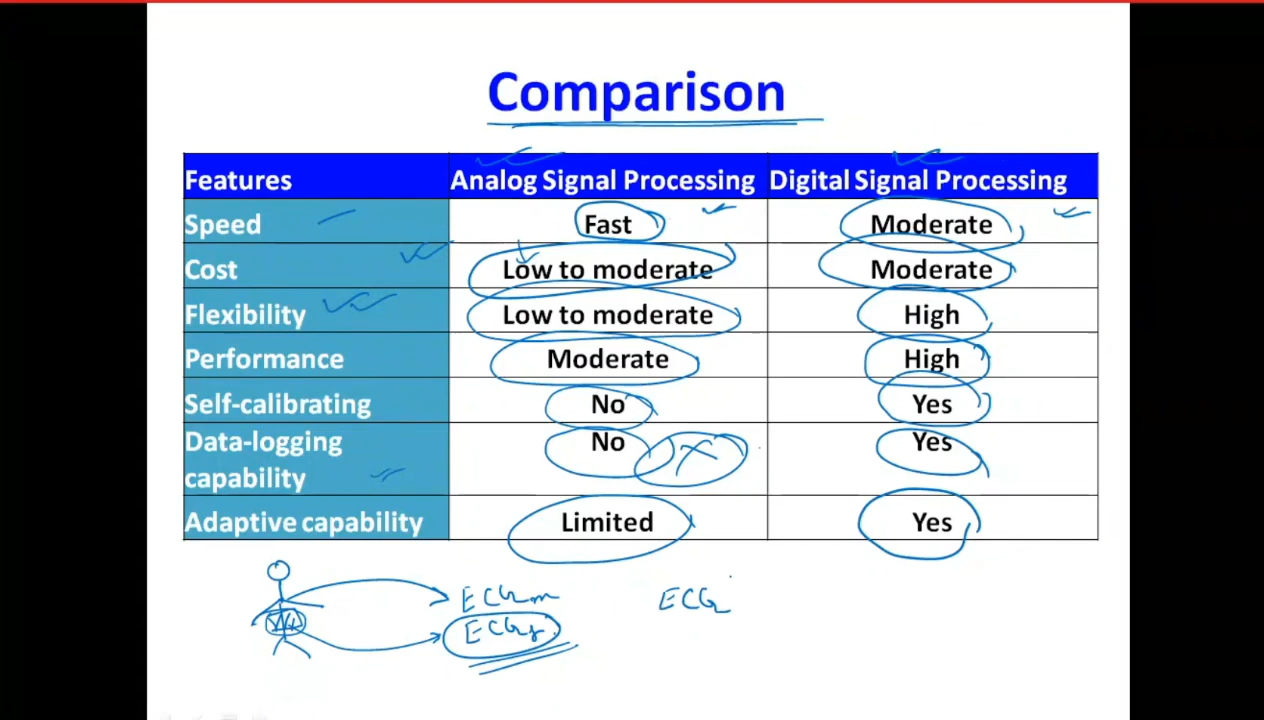 Comparison
Features Analog Signal Processing Digital Signal Processing
Speed Fast Moderate
Cost Low to moderate Moderate
Flexibility Low to moderate High
Performance Moderate High
Self-calibrating No Yes
Data-logging
capability No Yes
Adaptive capability Limited Yes
ECGm ECG